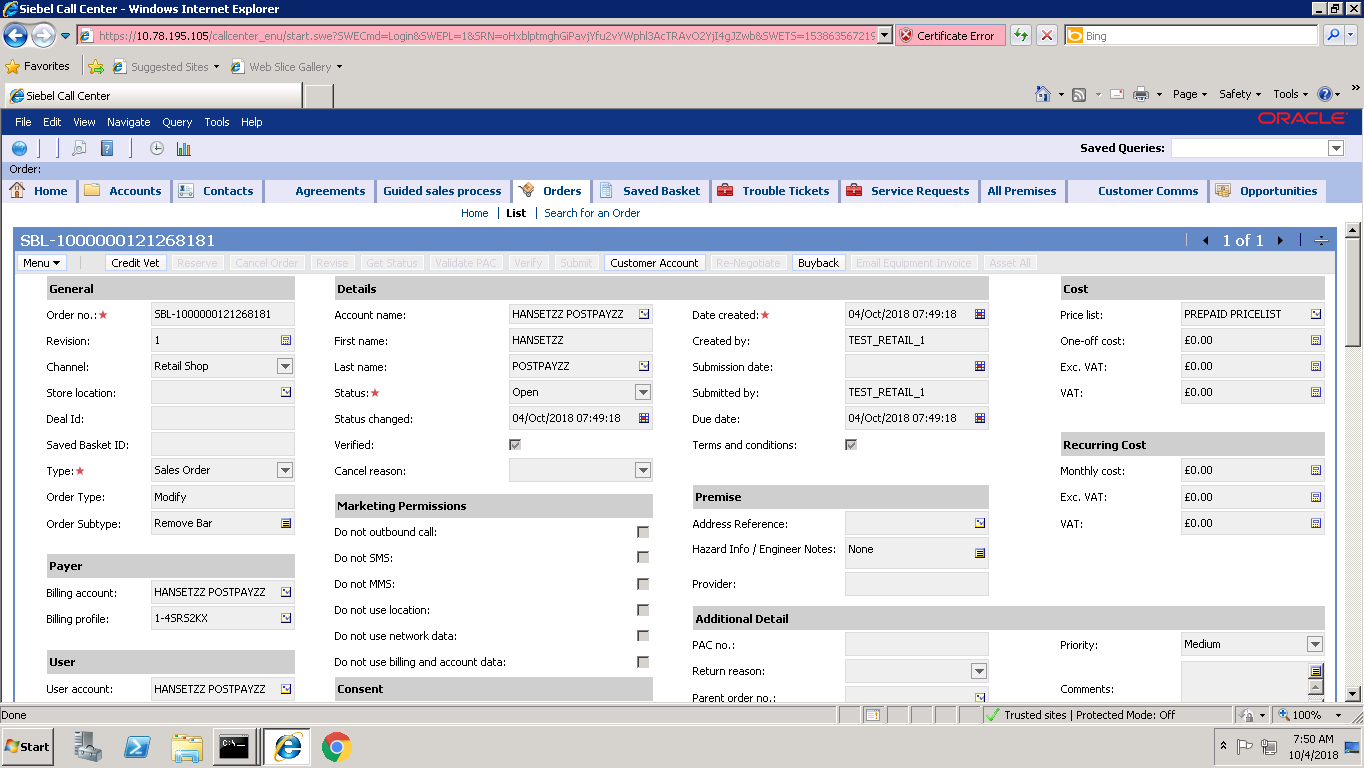 Siebel Call Center - Windows Internet Explorer
https://10.78.195.105/callcenter_enu/start.swe?SWECmd=Login&SWEPL=1&SRN=
Certificate Error
Bing
Favorites
Suggested Sites
Web Slice Gallery
Siebel Call Center
Page
Safety
Tools
File Edit View Navigate Query Tools Help
ORACLE
Saved Queries:
Order:
Home
Accounts
Contacts
Agreements
Guided sales process
Orders
Saved Basket
Trouble Tickets
Service Requests
All Premises
Customer Comms
Opportunities
Home | List | Search for an Order
SBL-1000000121268181
1 of 1
Menu
Credit Vet
Reserve
Cancel Order
Revise
Get Status
Validate PAC
Verify
Submit
Customer Account
Re-Negotiate
Buyback
Email Equipment Invoice
Asset All
General
Order no.:★ SBL-1000000121268181
Revision: 1
Channel: Retail Shop
Store location:
Deal Id:
Saved Basket ID:
Type:★ Sales Order
Order Type: Modify
Order Subtype: Remove Bar
Payer
Billing account: HANSETZZ POSTPAYZZ
Billing profile: 1-4SRS2KX
User
User account: HANSETZZ POSTPAYZZ
Details
Account name: HANSETZZ POSTPAYZZ
First name: HANSETZZ
Last name: POSTPAYZZ
Status:★ Open
Status changed: 04/Oct/2018 07:49:18
Verified:
Cancel reason:
Marketing Permissions
Do not outbound call:
Do not SMS:
Do not MMS:
Do not use location:
Do not use network data:
Do not use billing and account data:
Consent
Date created:★ 04/Oct/2018 07:49:18
Created by: TEST_RETAIL_1
Submission date:
Submitted by: TEST_RETAIL_1
Due date: 04/Oct/2018 07:49:18
Terms and conditions:
Premise
Address Reference:
Hazard Info / Engineer Notes: None
Provider:
Additional Detail
PAC no.:
Return reason:
Parent order no.:
Priority: Medium
Comments:
Cost
Price list: PREPAID PRICELIST
One-off cost: £0.00
Exc. VAT: £0.00
VAT: £0.00
Recurring Cost
Monthly cost: £0.00
Exc. VAT: £0.00
VAT: £0.00
Done
Trusted sites | Protected Mode: Off
100%
Start
C:\
7:50 AM
10/4/2018